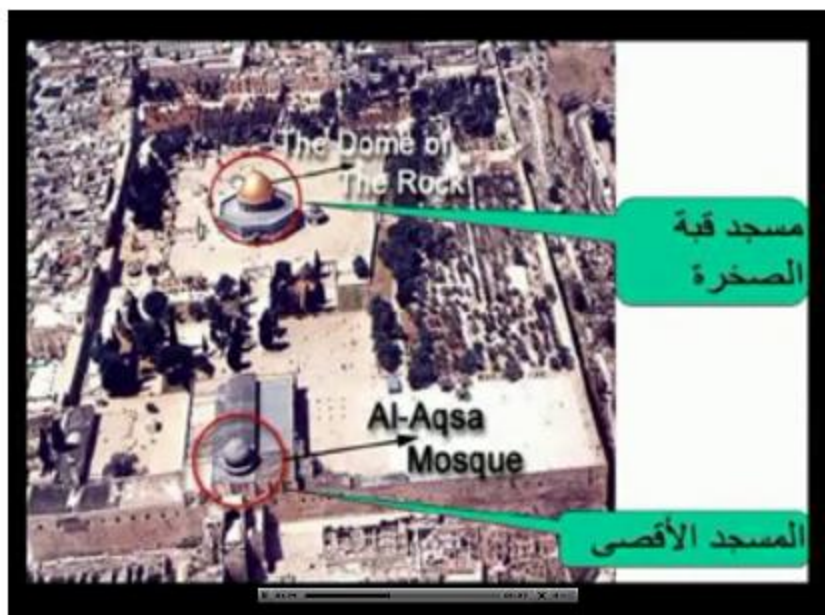 The Dome of
The Rock
مسجد قبة
الصخرة
Al-Aqsa
Mosque
المسجد الأقصى